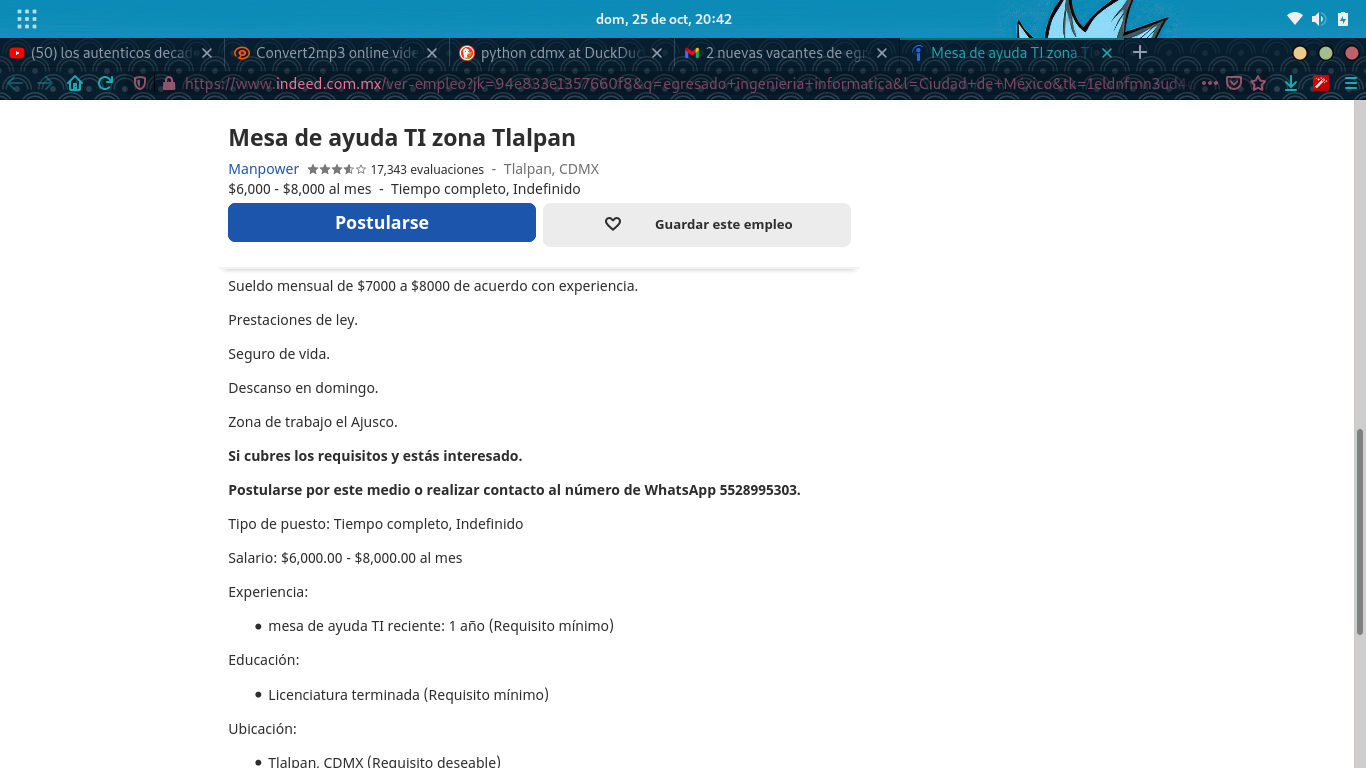 dom, 25 de oct, 20:42
(50) los autenticos decad
Convert2mp3 online vide
python cdmx at DuckDuc
2 nuevas vacantes de egr
Mesa de ayuda TI zona T
https://www.indeed.com.mx/ver-empleo?jk=94e833e1357660f8&q=egresado+ingenieria+informatica&l=Ciudad+de+México&tk=1eldnfmn3ud4
Mesa de ayuda TI zona Tlalpan
Manpower 17,343 evaluaciones - Tlalpan, CDMX
$6,000 - $8,000 al mes - Tiempo completo, Indefinido
Postularse
Guardar este empleo
Sueldo mensual de $7000 a $8000 de acuerdo con experiencia.
Prestaciones de ley.
Seguro de vida.
Descanso en domingo.
Zona de trabajo el Ajusco.
Si cubres los requisitos y estás interesado.
Postularse por este medio o realizar contacto al número de WhatsApp 5528995303.
Tipo de puesto: Tiempo completo, Indefinido
Salario: $6,000.00 - $8,000.00 al mes
Experiencia:
• mesa de ayuda TI reciente: 1 año (Requisito mínimo)
Educación:
• Licenciatura terminada (Requisito mínimo)
Ubicación:
• Tlalpan, CDMX (Requisito deseable)